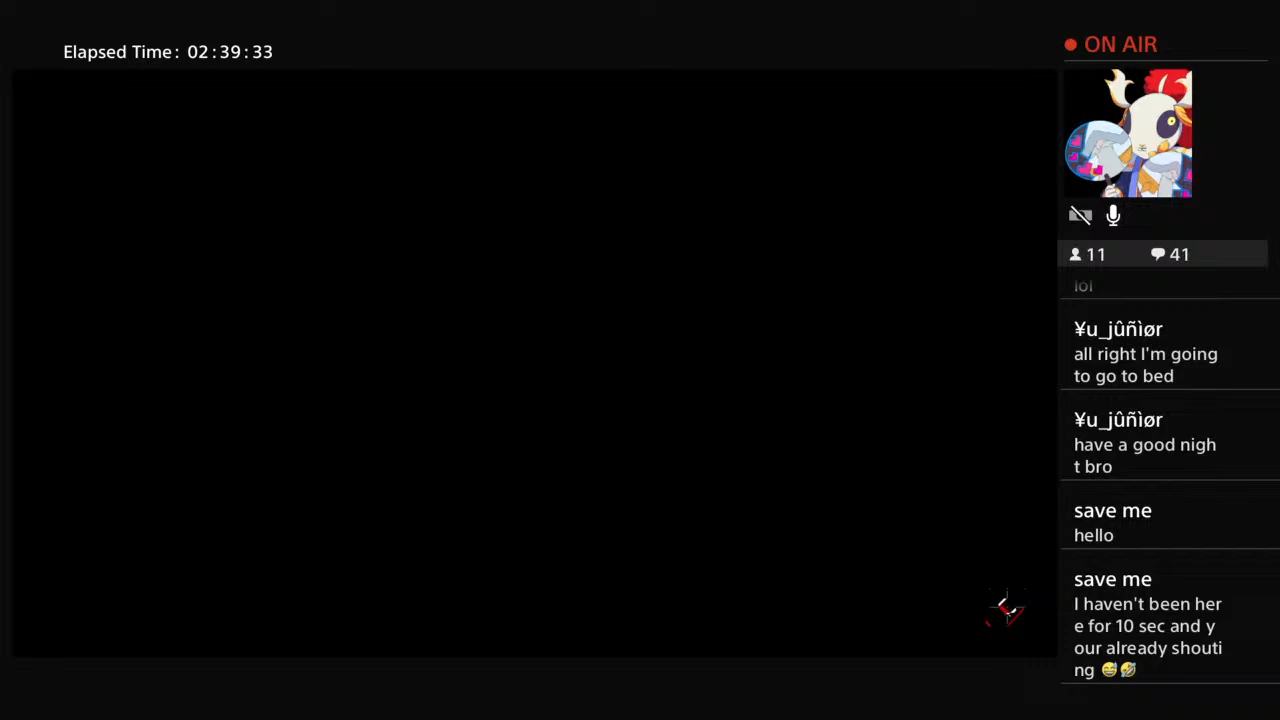 Elapsed Time: 02:39:33
ON AIR
11 41
lol
¥u_jûñìør
all right I'm going
to go to bed
¥u_jûñìør
have a good nigh
t bro
save me
hello
save me
I haven't been her
e for 10 sec and y
our already shouti
ng 😅🤣